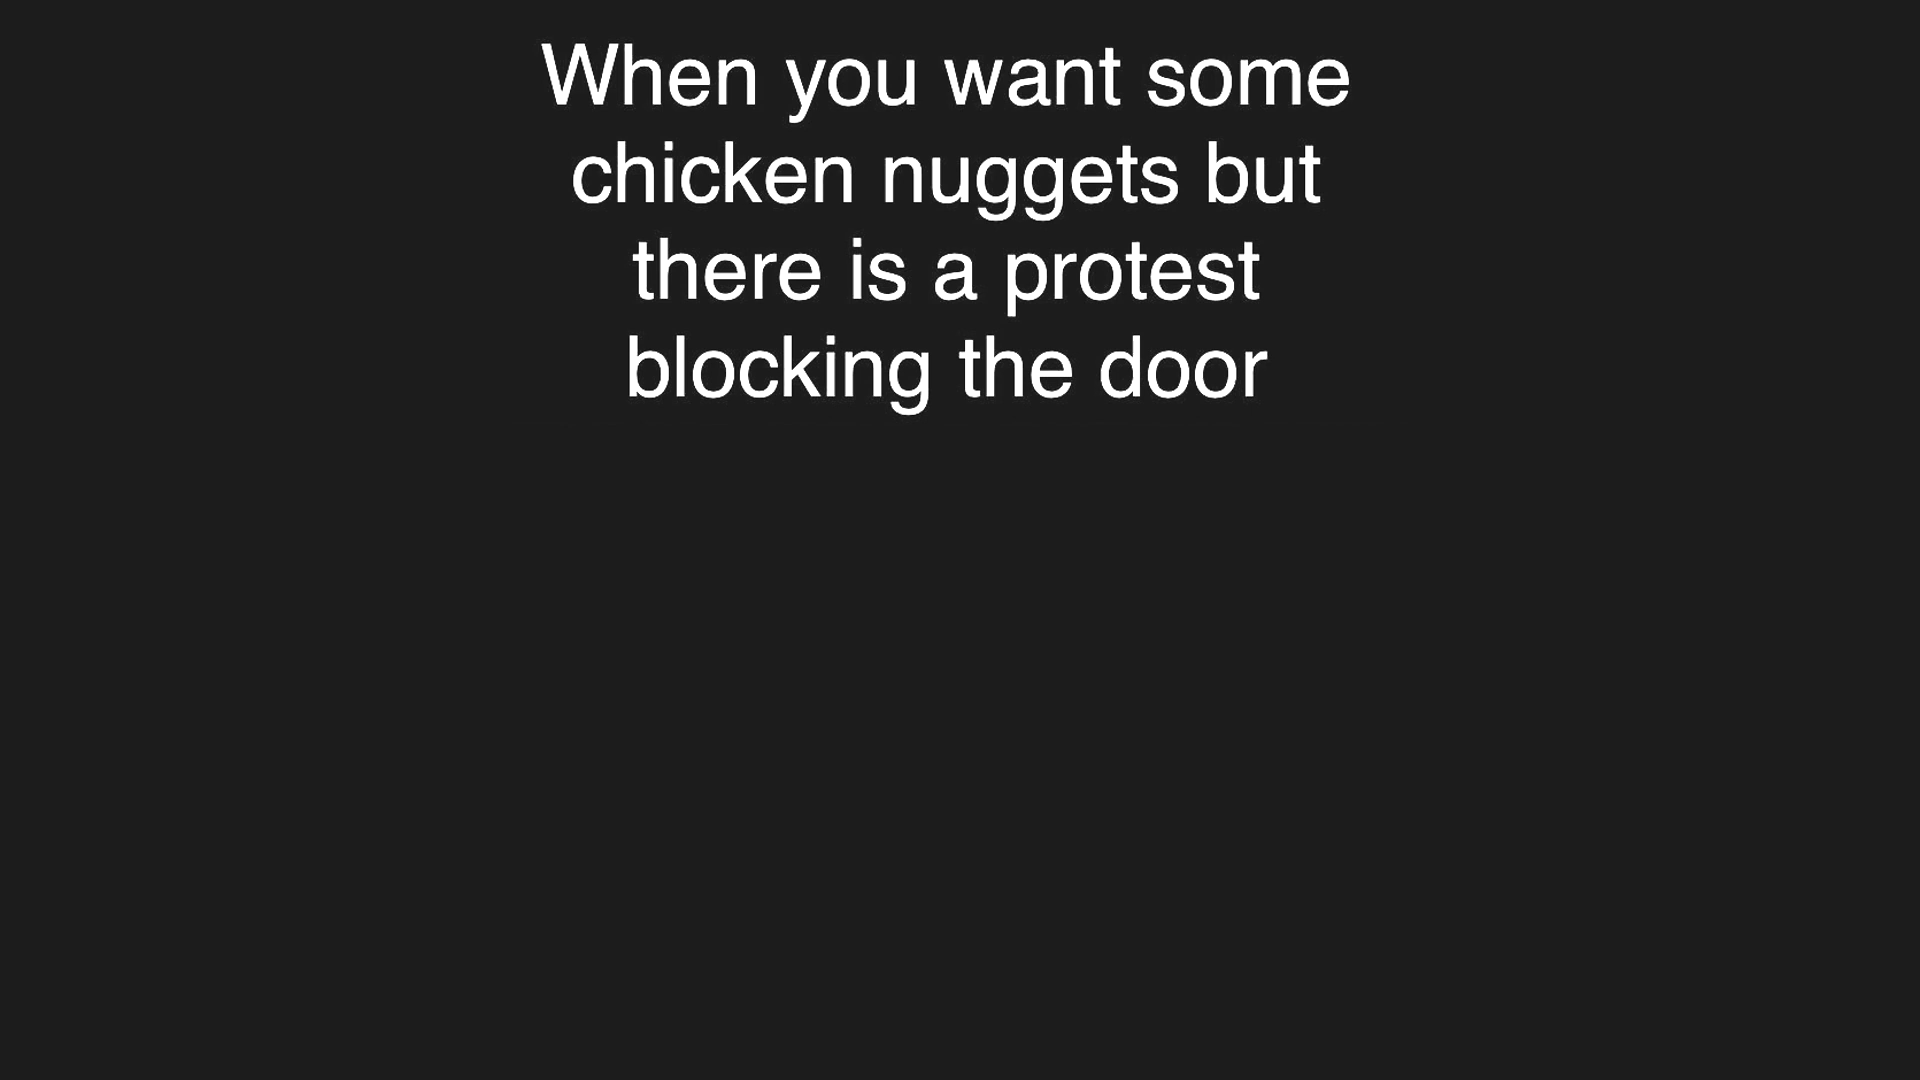 When you want some
chicken nuggets but
there is a protest
blocking the door